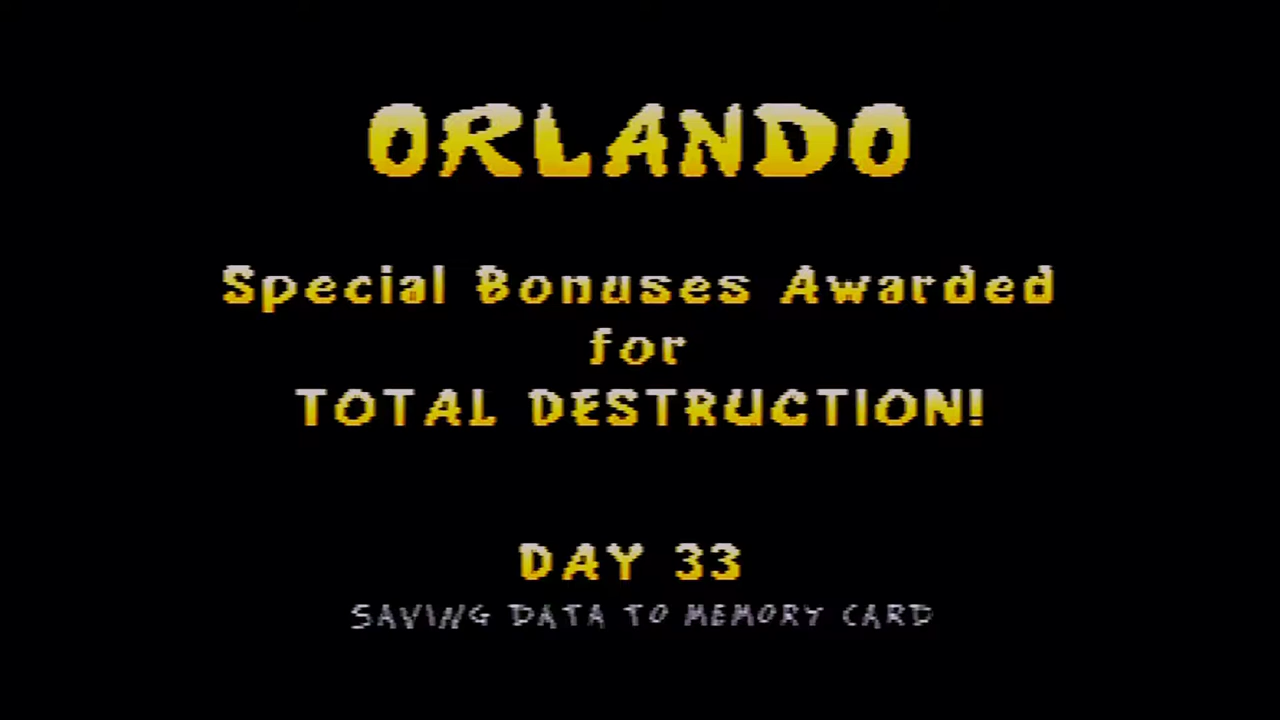 ORLANDO
Special Bonuses Awarded
for
TOTAL DESTRUCTION!
DAY 33
SAVING DATA TO MEMORY CARD